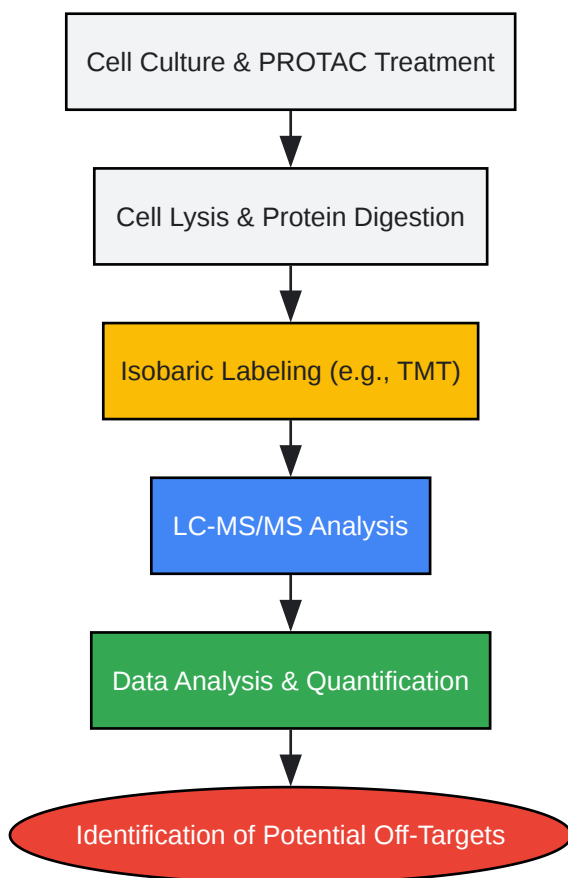 Cell Culture & PROTAC Treatment
Cell Lysis & Protein Digestion
Isobaric Labeling (e.g., TMT)
LC-MS/MS Analysis
Data Analysis & Quantification
Identification of Potential Off-Targets